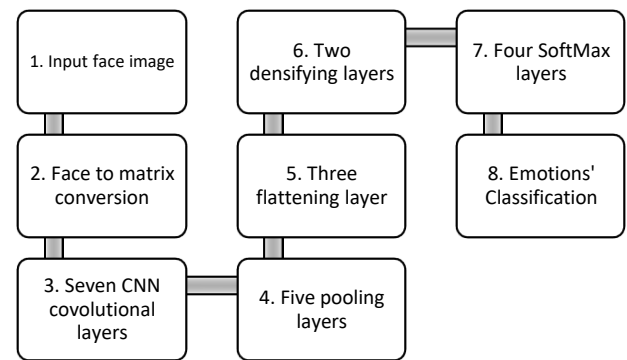 1. Input face image
2. Face to matrix
conversion
3. Seven CNN
covolutional
layers
4. Five pooling
layers
5. Three
flattening layer
6. Two
densifying layers
7. Four SoftMax
layers
8. Emotions'
Classification